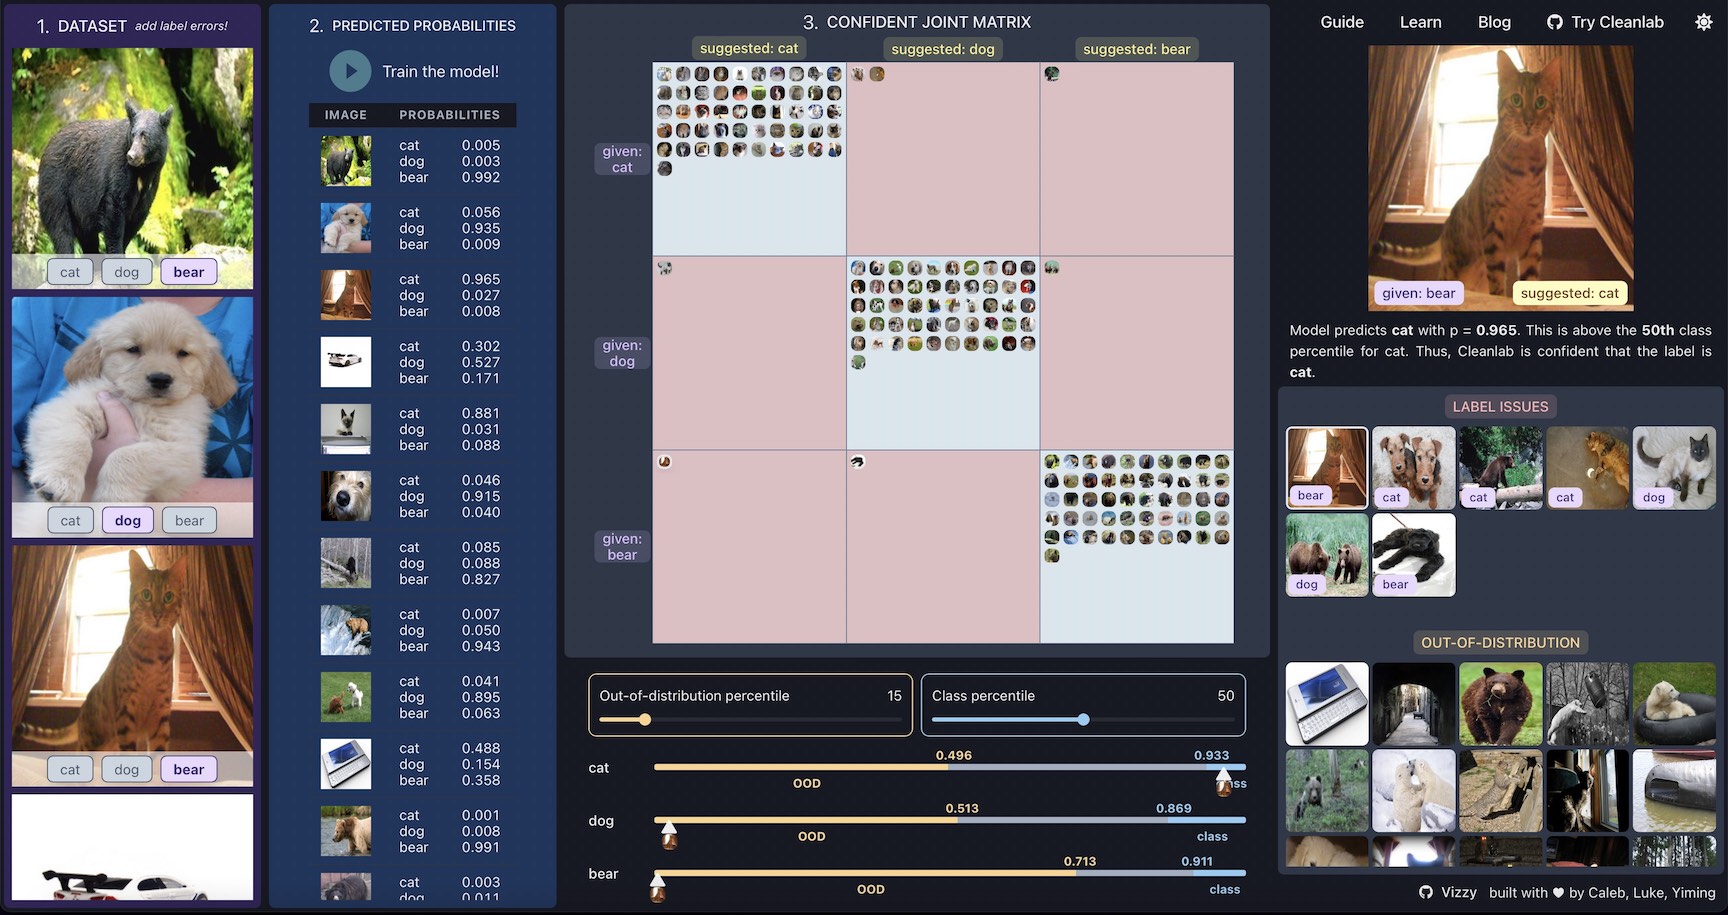 1. DATASET add label errors!
cat dog bear
cat dog bear
cat dog bear
2. PREDICTED PROBABILITIES
Train the model!
IMAGE PROBABILITIES
cat 0.005
dog 0.003
bear 0.992
cat 0.056
dog 0.935
bear 0.009
cat 0.965
dog 0.027
bear 0.008
cat 0.302
dog 0.527
bear 0.171
cat 0.881
dog 0.031
bear 0.088
cat 0.046
dog 0.915
bear 0.040
cat 0.085
dog 0.088
bear 0.827
cat 0.007
dog 0.050
bear 0.943
cat 0.041
dog 0.895
bear 0.063
cat 0.488
dog 0.154
bear 0.358
cat 0.001
dog 0.008
bear 0.991
cat 0.003
dog 0.011
3. CONFIDENT JOINT MATRIX
suggested: cat suggested: dog suggested: bear
given:
cat
given:
dog
given:
bear
Out-of-distribution percentile 15
Class percentile 50
0.496 0.933
cat
OOD
0.513 0.869
dog
OOD class
0.713 0.911
bear
OOD class
Guide Learn Blog Try Cleanlab
given: bear suggested: cat
Model predicts cat with p = 0.965. This is above the 50th class
percentile for cat. Thus, Cleanlab is confident that the label is
cat.
LABEL ISSUES
bear cat cat cat dog
dog bear
OUT-OF-DISTRIBUTION
Vizzy built with ♥ by Caleb, Luke, Yiming